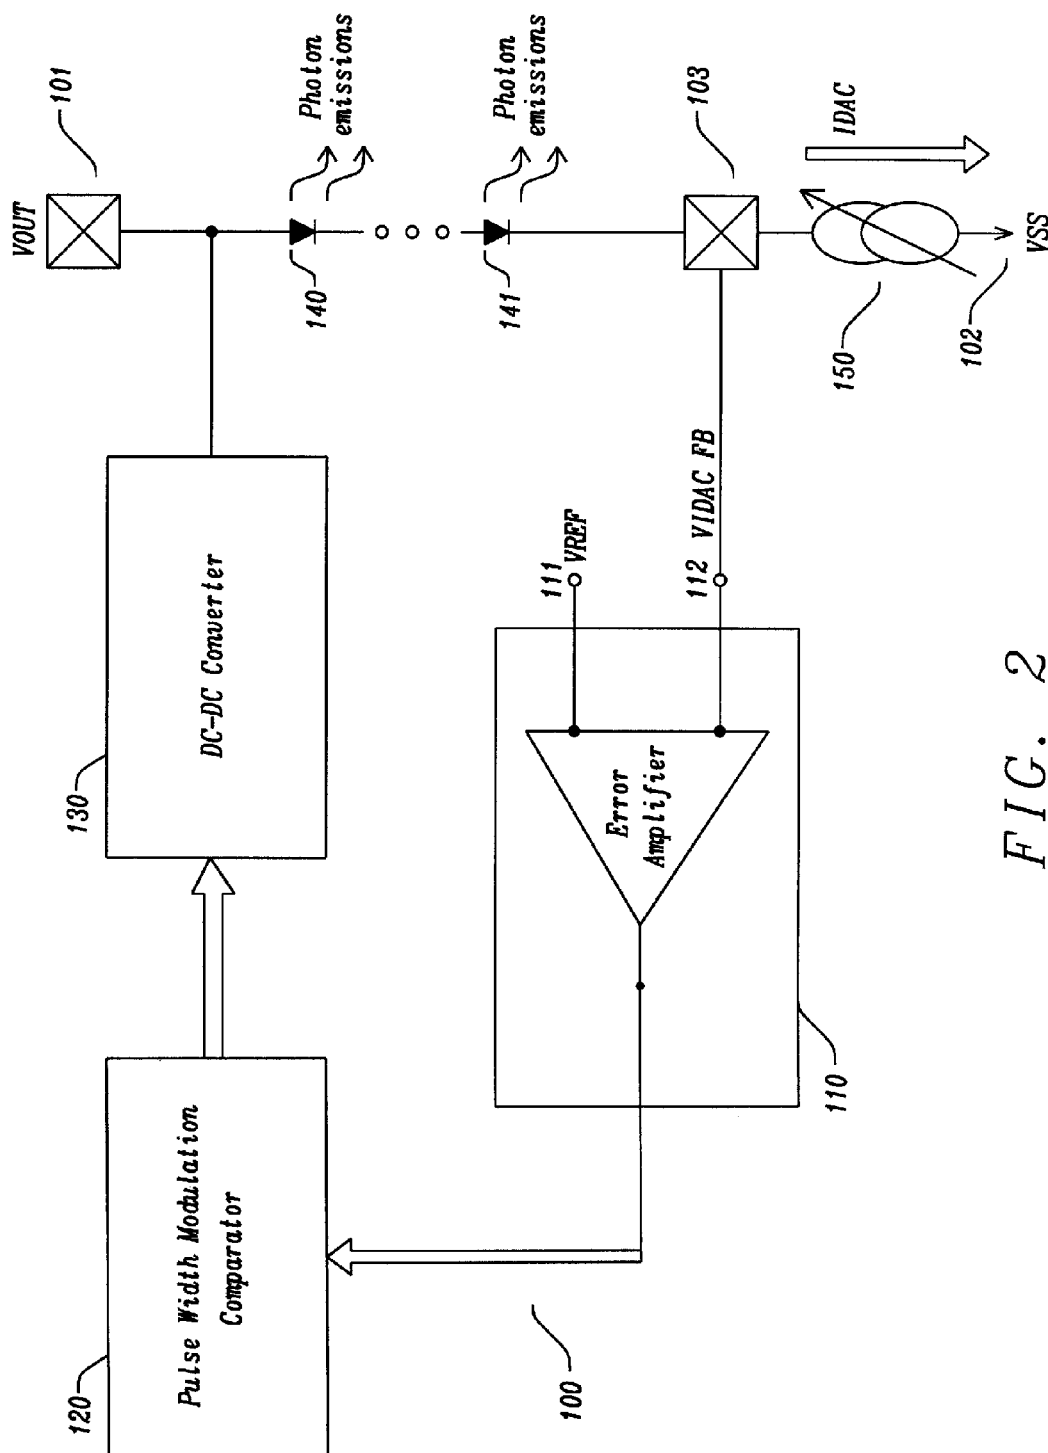 VOUT
101
Photon
emissions
140
Photon
emissions
141
103
IDAC
150
VSS
102
130
DC-DC Converter
111
VREF
112 VIDAC FB
Error
Amplifier
110
120
Pulse Width Modulation
Comparator
100
FIG. 2